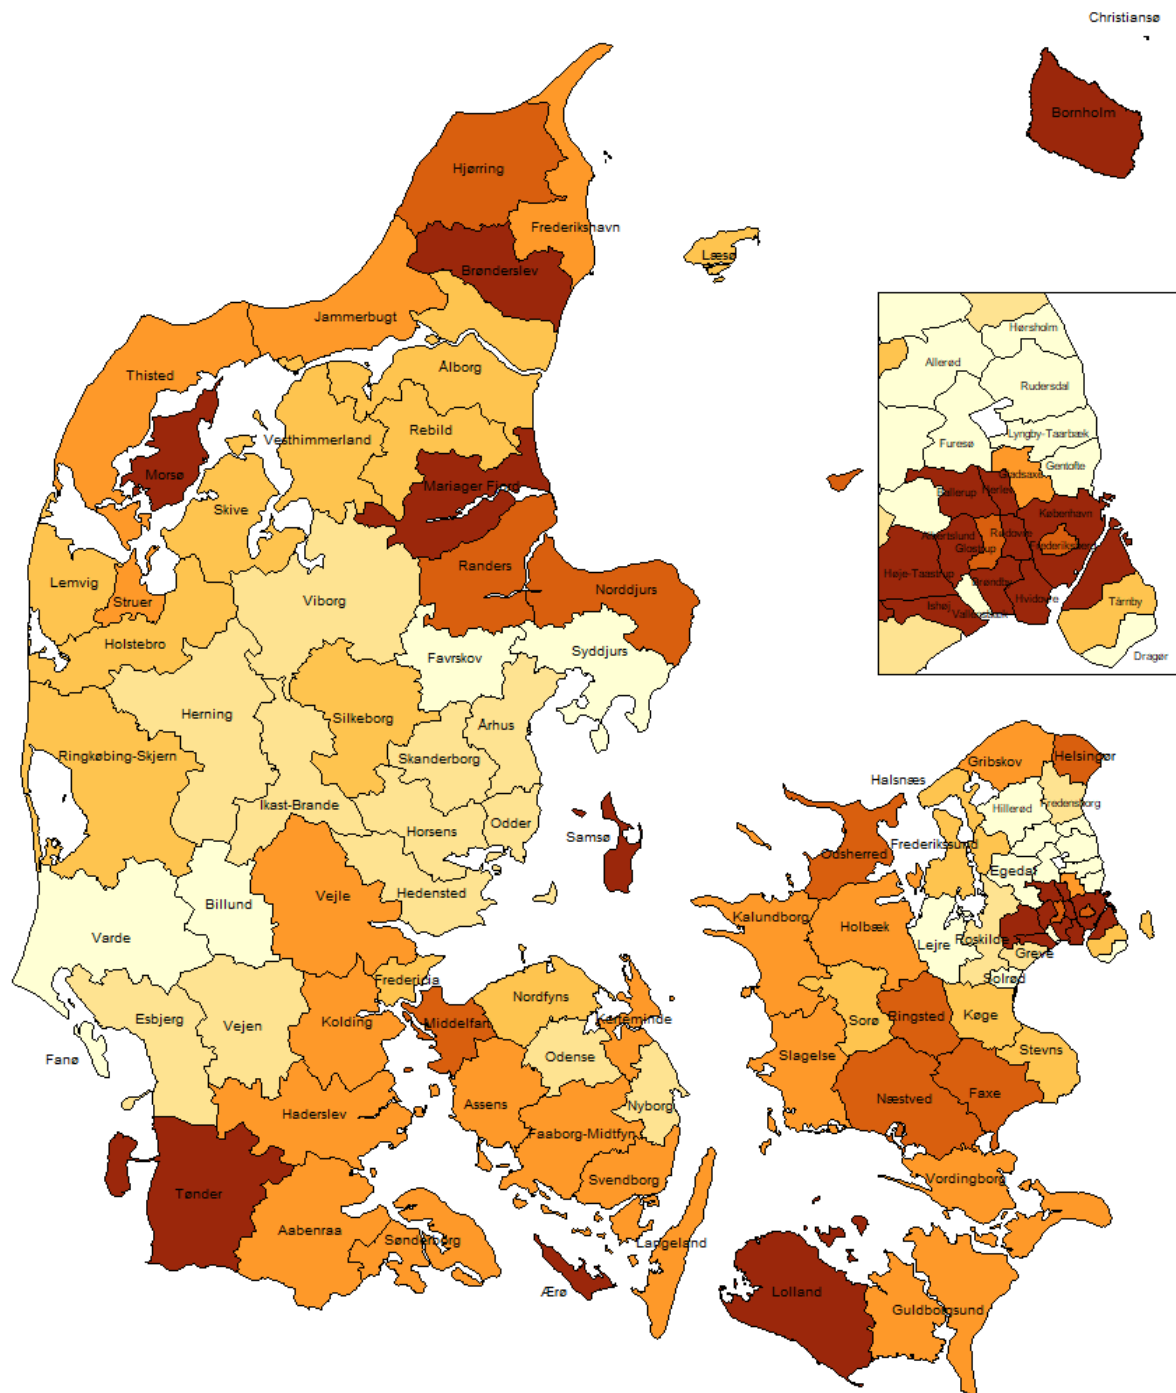 Christiansø
Bornholm
Hjørring
Frederikshavn
Læsø
Brønderslev
Jammerbugt
Hørsholm
Ålborg
Allerød
Thisted
Rudersdal
Rebild
Vesthimmerland
Lyngby-Taarbæk
Furesø
Gentofte
Morsø
Gladsaxe
Mariager Fjord
Ballerup
Herlev
Skive
København
Albertslund
Rødovre
Glostrup
Frederiksberg
Randers
Høje-Taastrup
Lemvig
Brøndby
Norddjurs
Viborg
Struer
Hvidovre
Tårnby
Ishøj
Vallensbæk
Holstebro
Favrskov
Syddjurs
Dragør
Herning
Silkeborg
Århus
Ringkøbing-Skjern
Skanderborg
Gribskov
Helsingør
Halsnæs
Ikast-Brande
Fredensborg
Hillerød
Horsens
Odder
Samsø
Frederikssund
Odsherred
Egedal
Vejle
Hedensted
Billund
Kalundborg
Holbæk
Varde
Lejre
Roskilde
Greve
Fredericia
Solrød
Nordfyns
Esbjerg
Vejen
Kolding
Middelfart
Kerteminde
Sorø
Ringsted
Køge
Slagelse
Stevns
Fanø
Odense
Haderslev
Assens
Nyborg
Næstved
Faxe
Faaborg-Midtfyn
Svendborg
Vordingborg
Tønder
Aabenraa
Sønderborg
Langeland
Ærø
Lolland
Guldborgsund